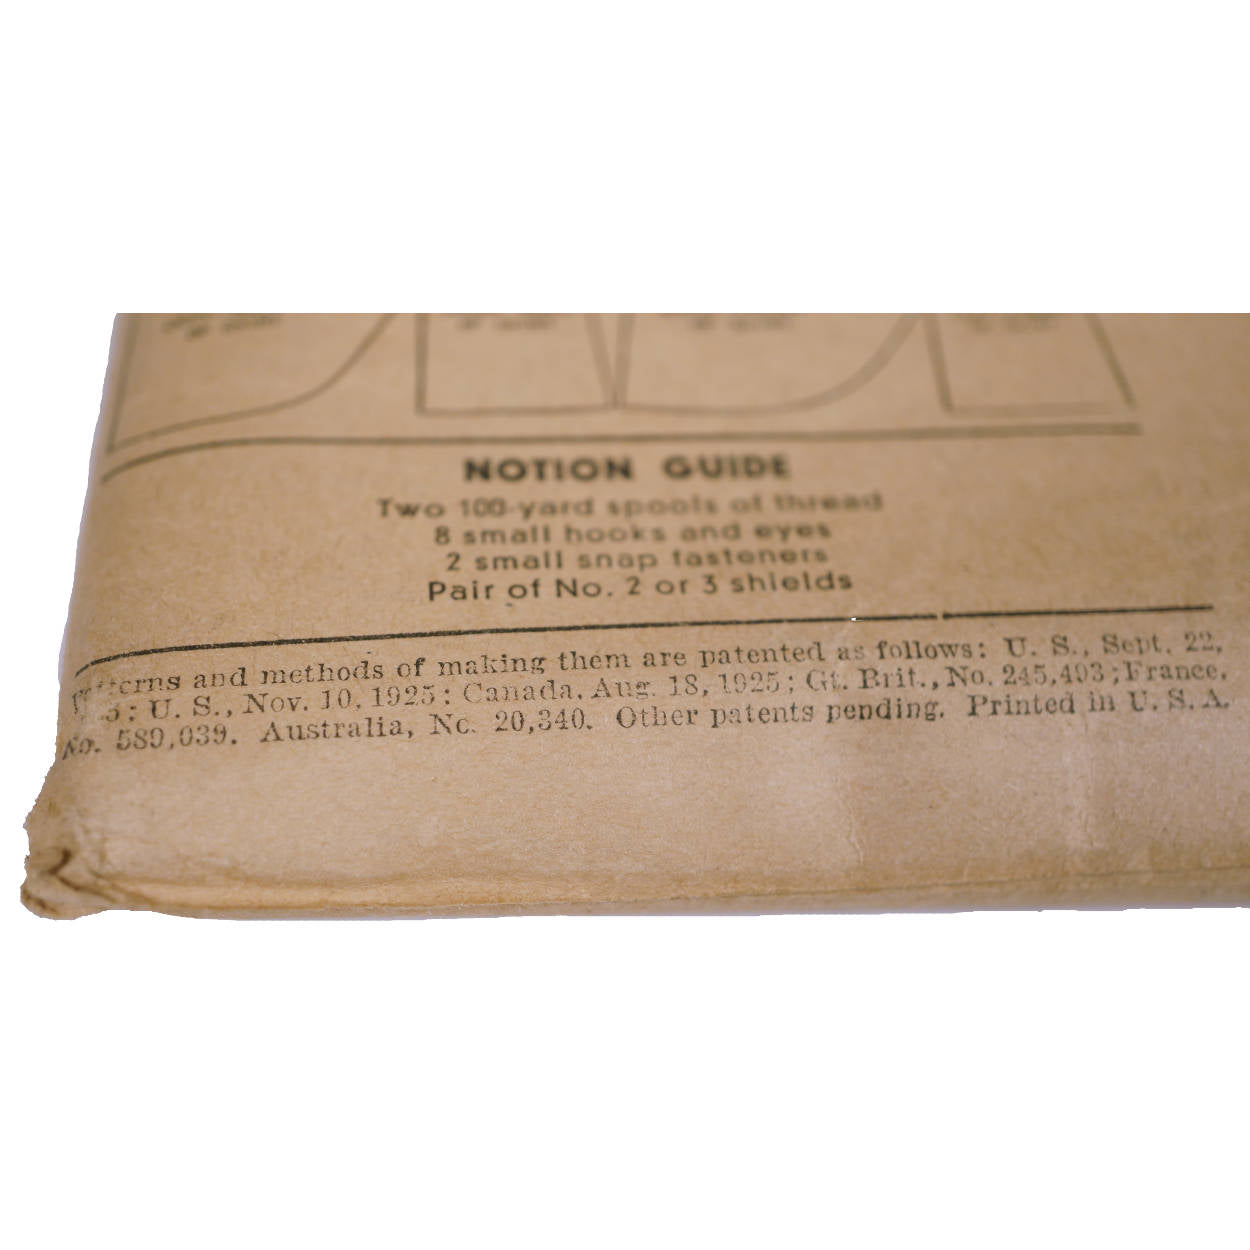 NOTION GUIDE
Two 100-yard spools of thread
8 small hooks and eyes
2 small snap fasteners
Pair of No. 2 or 3 shields
and methods of making them are patented as follows: U. S., Sept. 22,
U. S., Nov. 10, 1925; Canada, Aug. 18, 1925; Gt. Brit., No. 245,493; France,
No. 589,039. Australia, No. 20,340. Other patents pending. Printed in U. S. A.